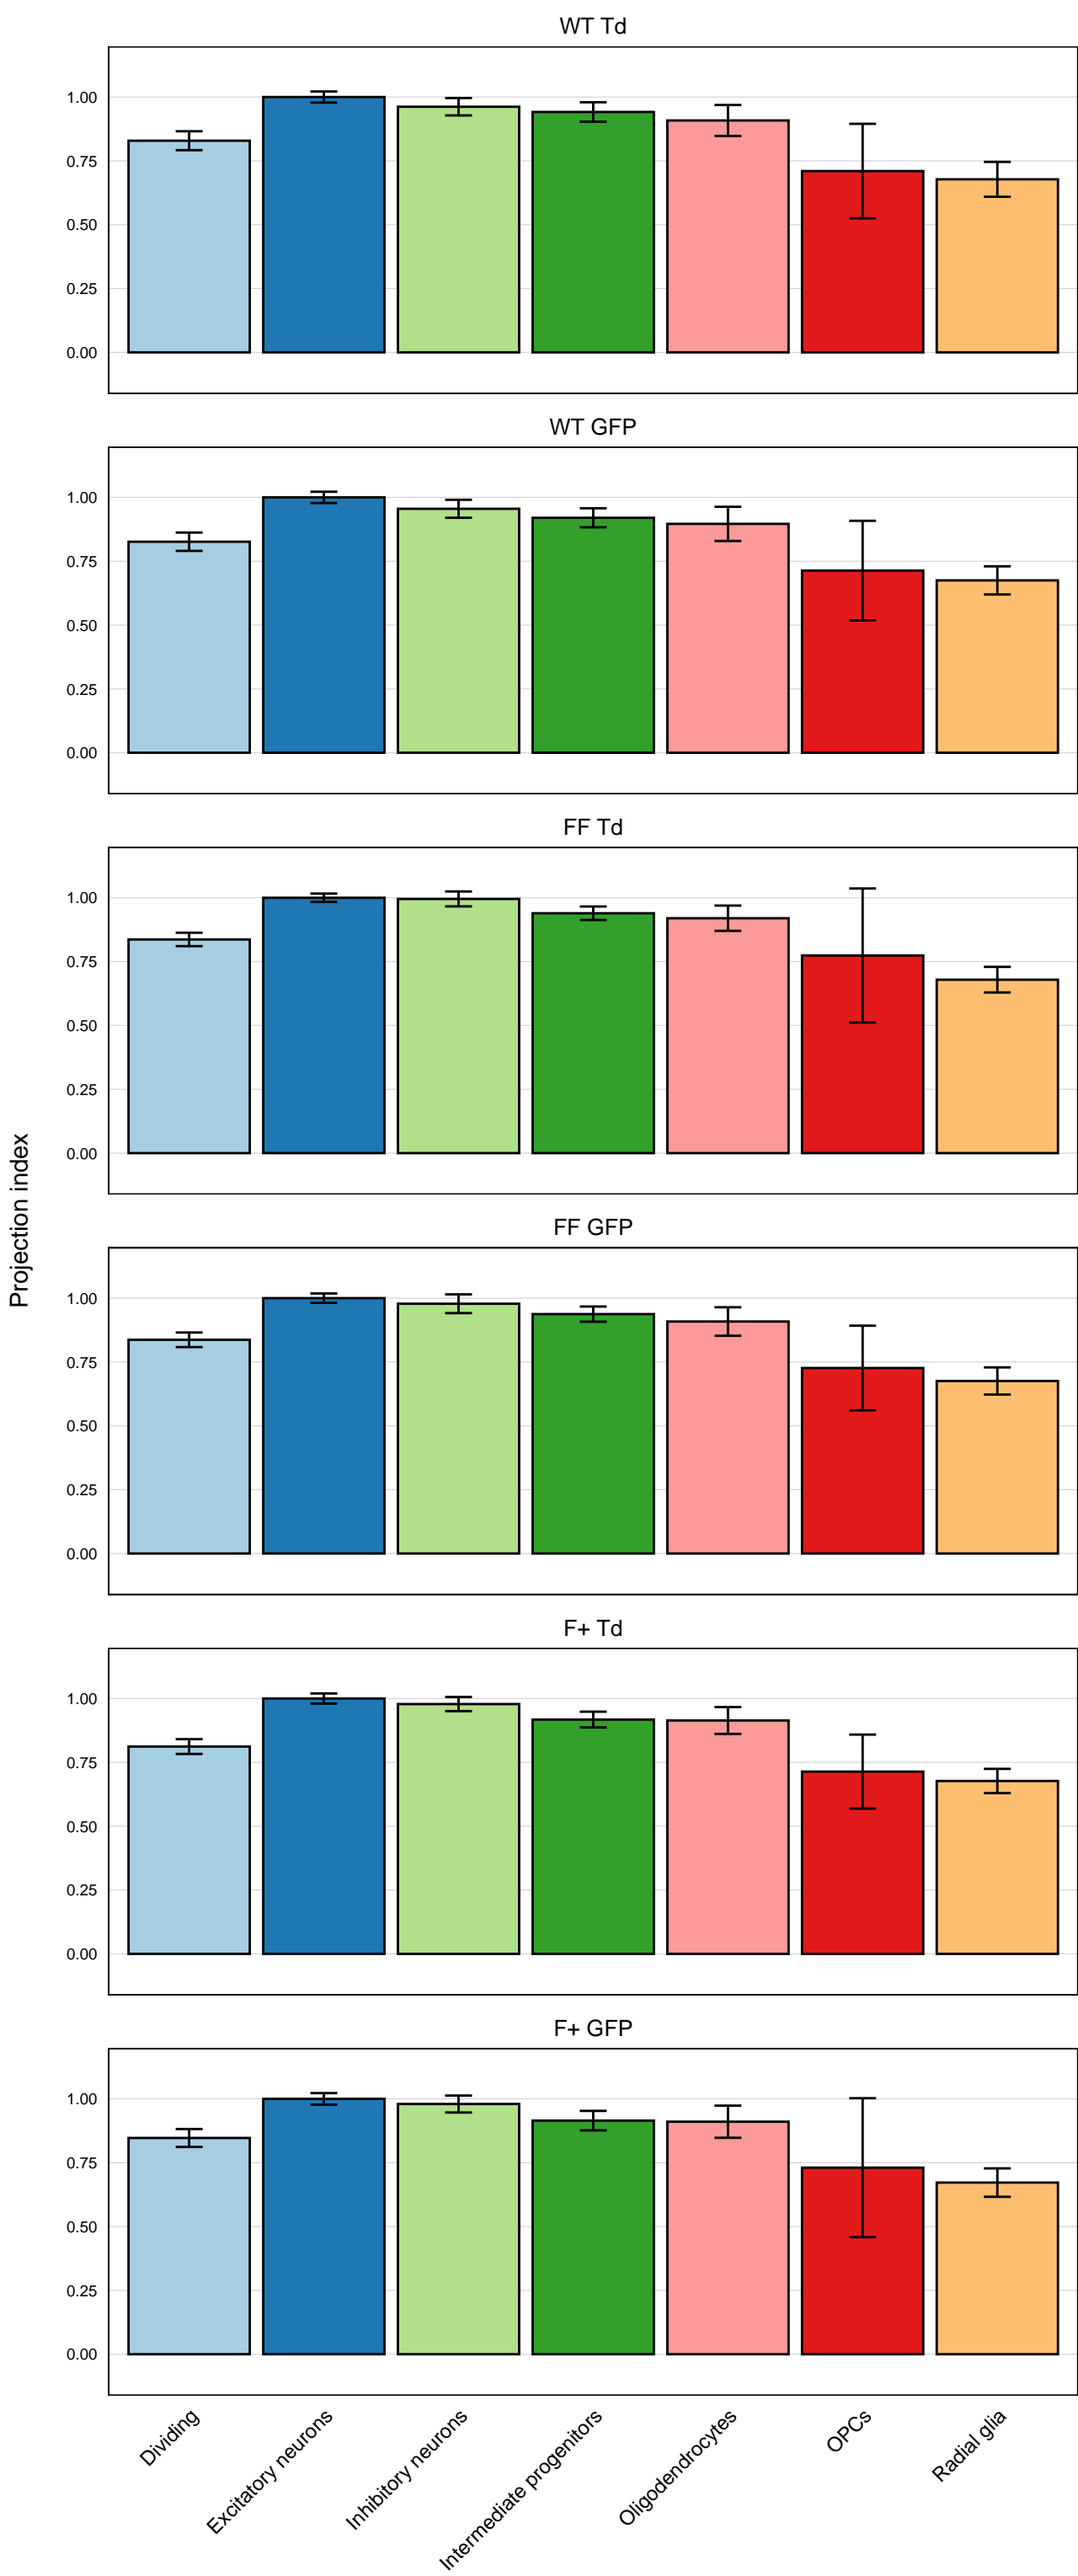 WT Td
1.00
0.75
0.50
0.25
0.00
WT GFP
1.00
0.75
0.50
0.25
0.00
FF Td
1.00
0.75
0.50
0.25
0.00
Projection index
FF GFP
1.00
0.75
0.50
0.25
0.00
F+ Td
1.00
0.75
0.50
0.25
0.00
F+ GFP
1.00
0.75
0.50
0.25
0.00
Dividing
Excitatory neurons
Inhibitory neurons
Intermediate progenitors
Oligodendrocytes
OPCs
Radial glia